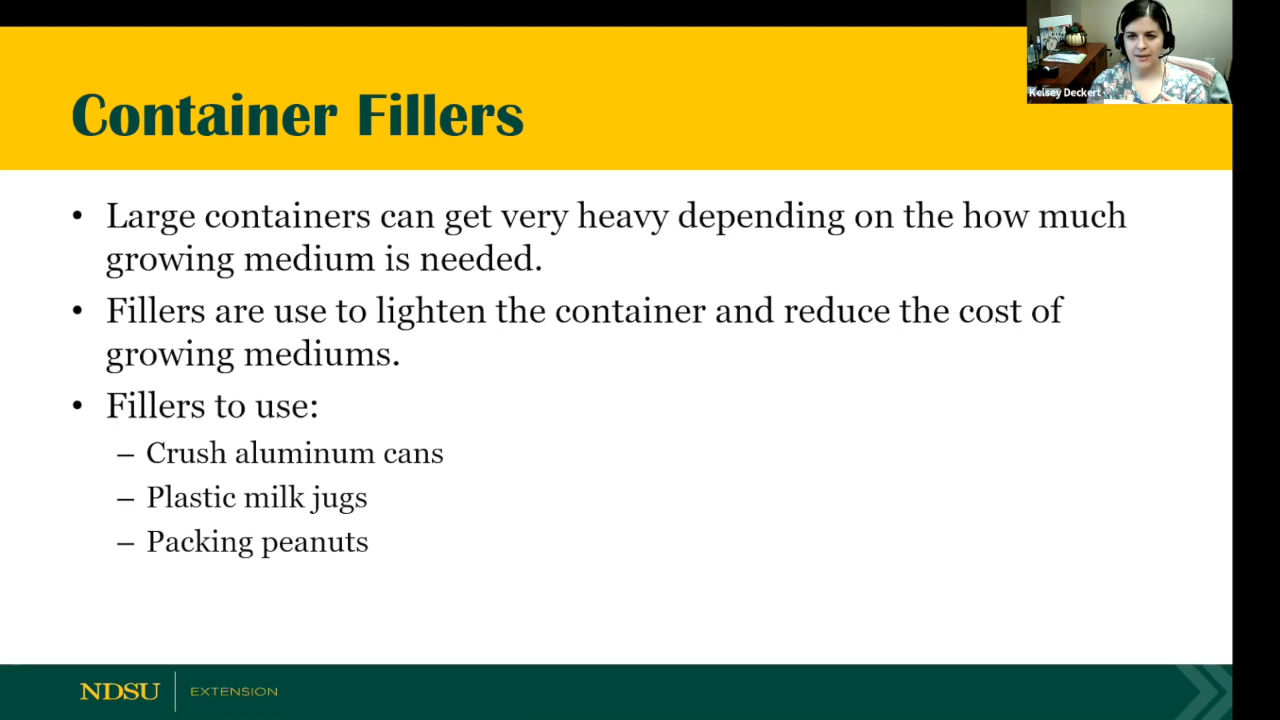 Kelsey Deckert
Container Fillers
• Large containers can get very heavy depending on the how much
growing medium is needed.
• Fillers are use to lighten the container and reduce the cost of
growing mediums.
• Fillers to use:
– Crush aluminum cans
– Plastic milk jugs
– Packing peanuts
NDSU EXTENSION